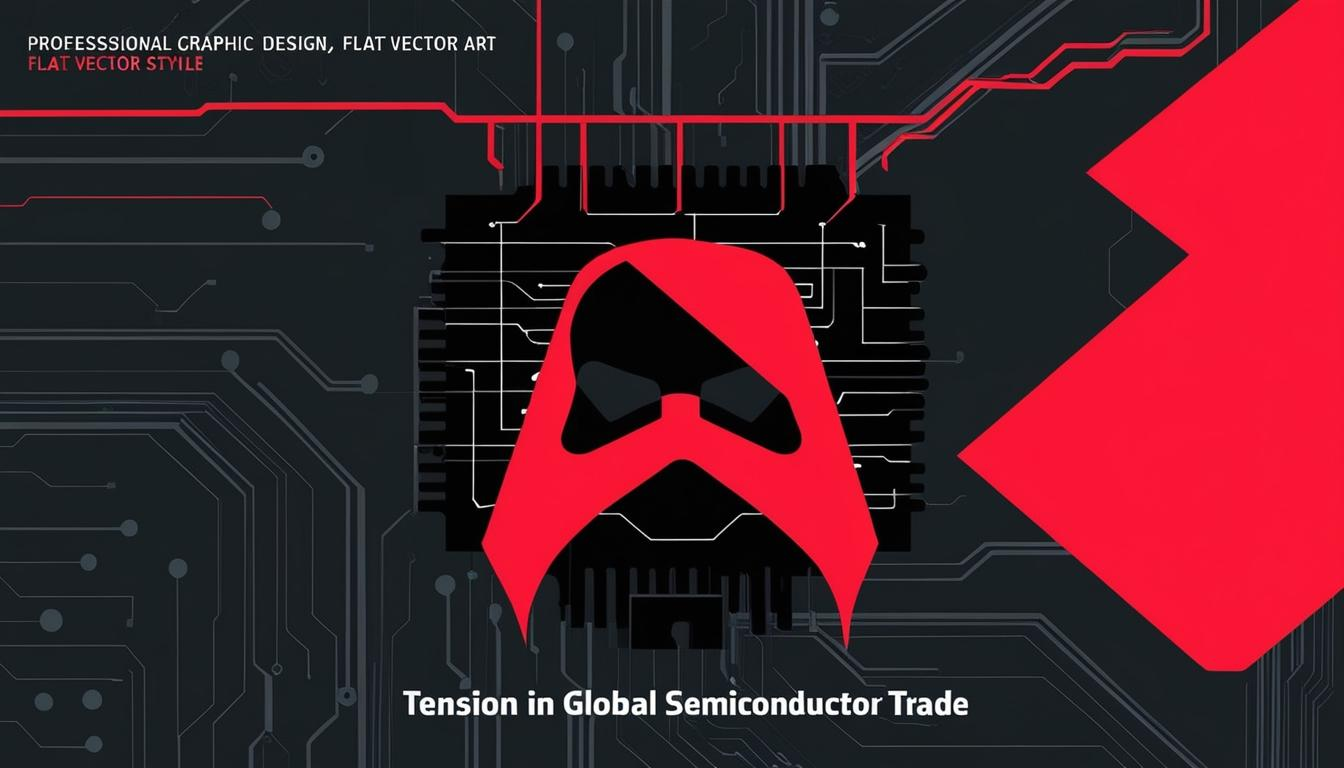 PROFESSSIONAL GRAPHIC DESIGN, FLAT VECTOR ART
FLAT VECTOR STYILE
Tension in Global Semiconductor Trade